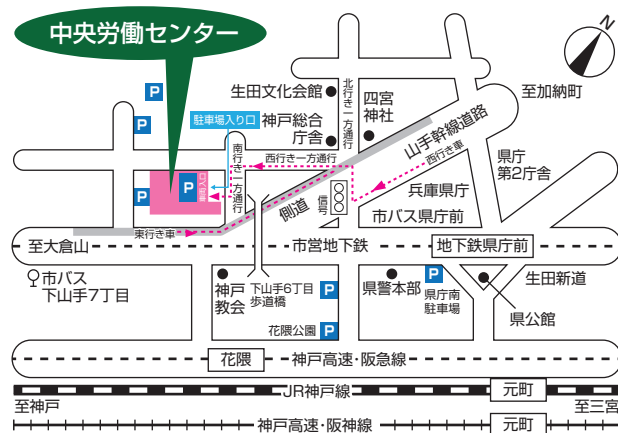 中央労働センター
N
P
P
P
P
駐車場入り口
南行き一方通行
入口
生田文化会館
神戸総合
庁舎
北行き一方通行
四宮
神社
至加納町
山手幹線道路
西行き車
西行き一方通行
県庁
第2庁舎
兵庫県庁
市バス県庁前
信号
側道
東行き車
至大倉山
市営地下鉄
地下鉄県庁前
市バス
下山手7丁目
神戸
教会
下山手6丁目
歩道橋
P
花隈公園
P
県警本部
P
県庁南
駐車場
生田新道
県公館
花隈
神戸高速・阪急線
JR神戸線
元町
至神戸
至三宮
神戸高速・阪神線
元町